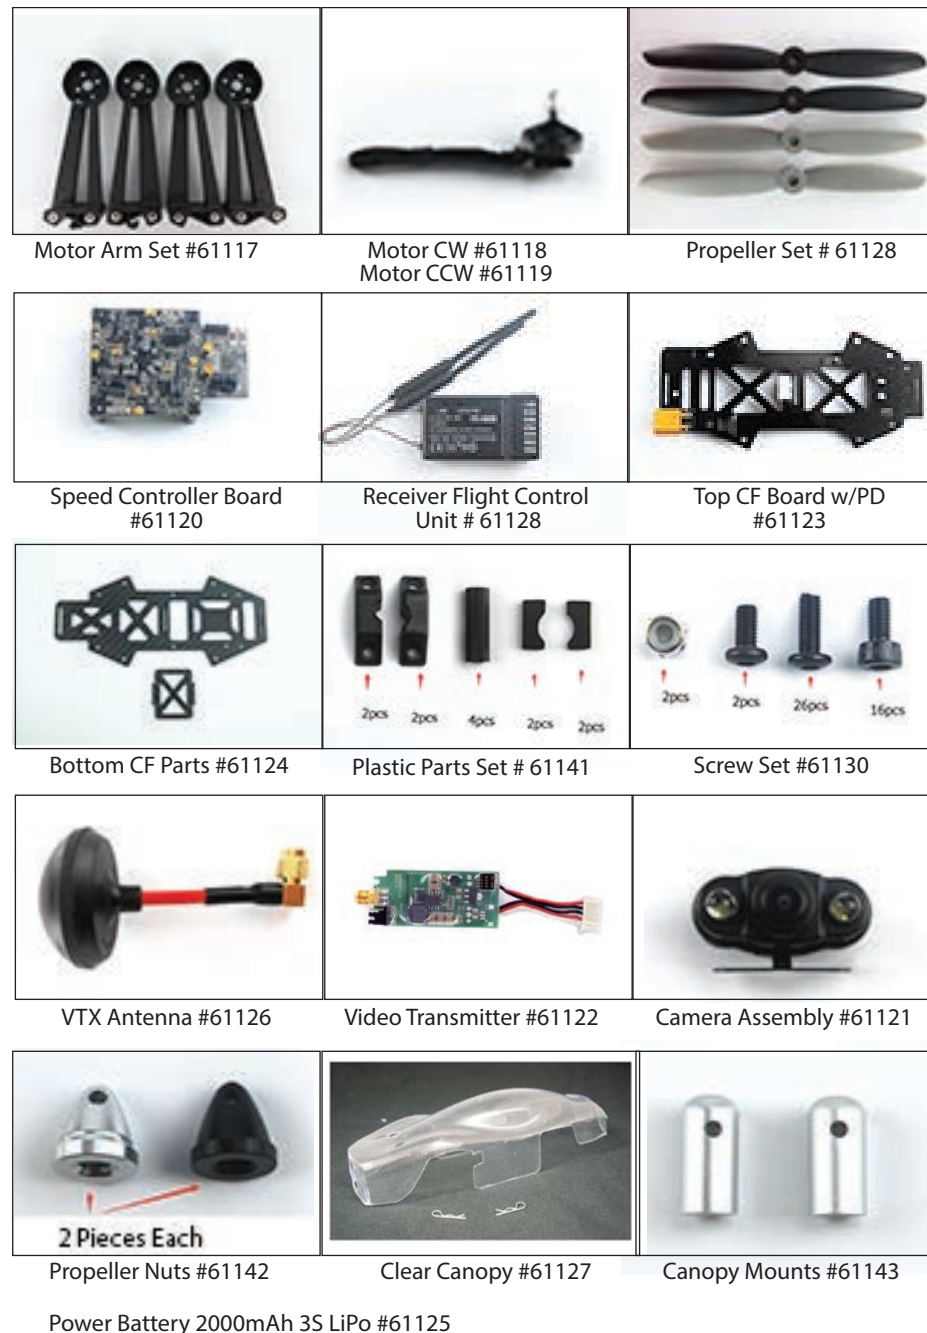 Motor Arm Set #61117
Motor CW #61118
Motor CCW #61119
Propeller Set # 61128
Speed Controller Board
#61120
Receiver Flight Control
Unit # 61128
Top CF Board w/PD
#61123
Bottom CF Parts #61124
2pcs 2pcs 4pcs 2pcs 2pcs
Plastic Parts Set # 61141
2pcs 2pcs 26pcs 16pcs
Screw Set #61130
VTX Antenna #61126
Video Transmitter #61122
Camera Assembly #61121
2 Pieces Each
Propeller Nuts #61142
Clear Canopy #61127
Canopy Mounts #61143
Power Battery 2000mAh 3S LiPo #61125